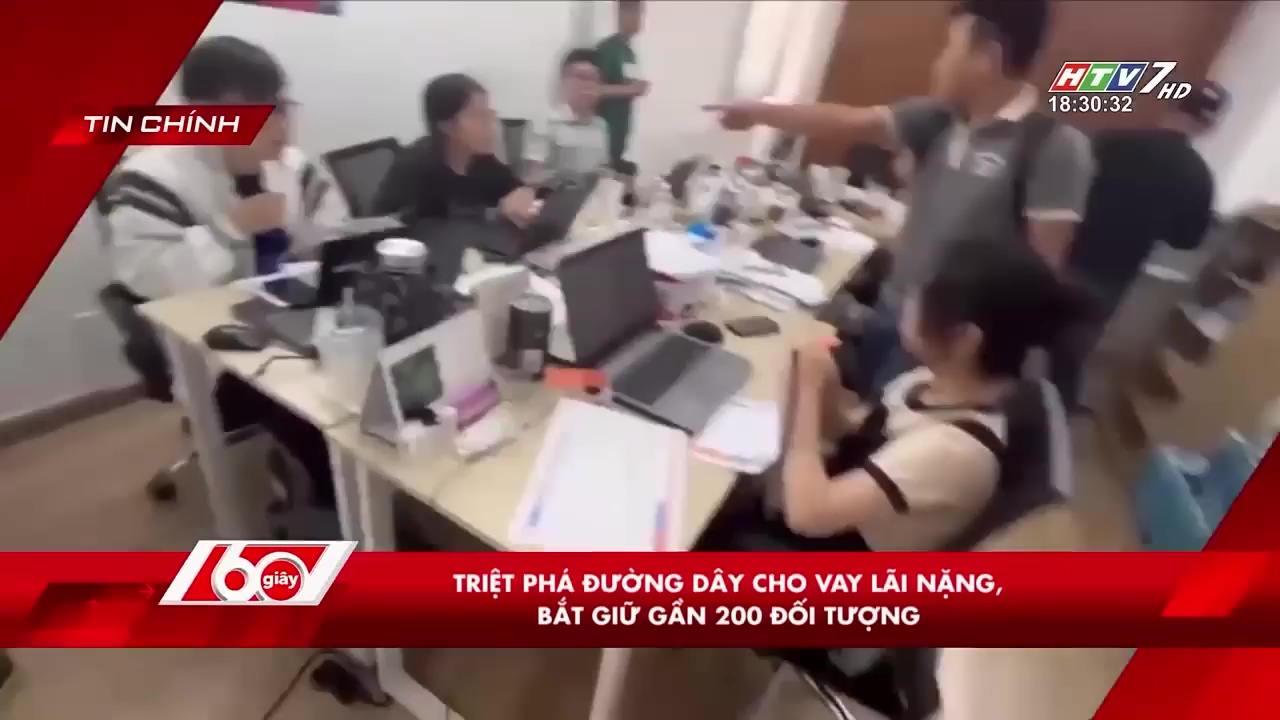 TIN CHÍNH
HTV7 HD
18:30:32
60 giây
TRIỆT PHÁ ĐƯỜNG DÂY CHO VAY LÃI NẶNG,
BẮT GIỮ GẦN 200 ĐỐI TƯỢNG